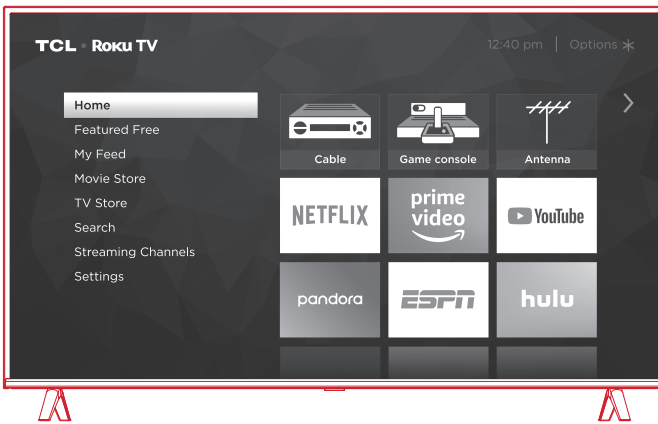 TCL • Roku TV
12:40 pm | Options *
Home
Featured Free
My Feed
Movie Store
TV Store
Search
Streaming Channels
Settings
Cable
Game console
Antenna
NETFLIX
prime
video
YouTube
pandora
ESPN
hulu